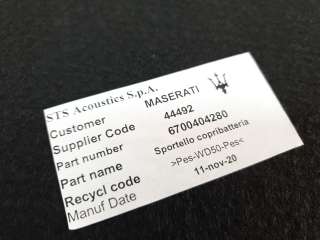 STS Acoustics S.p.A.
Customer MASERATI
Supplier Code 44492
Part number 6700404280
Part name Sportello copribatteria
Recycl code >Pes-WD50-Pes<
Manuf Date 11-nov-20